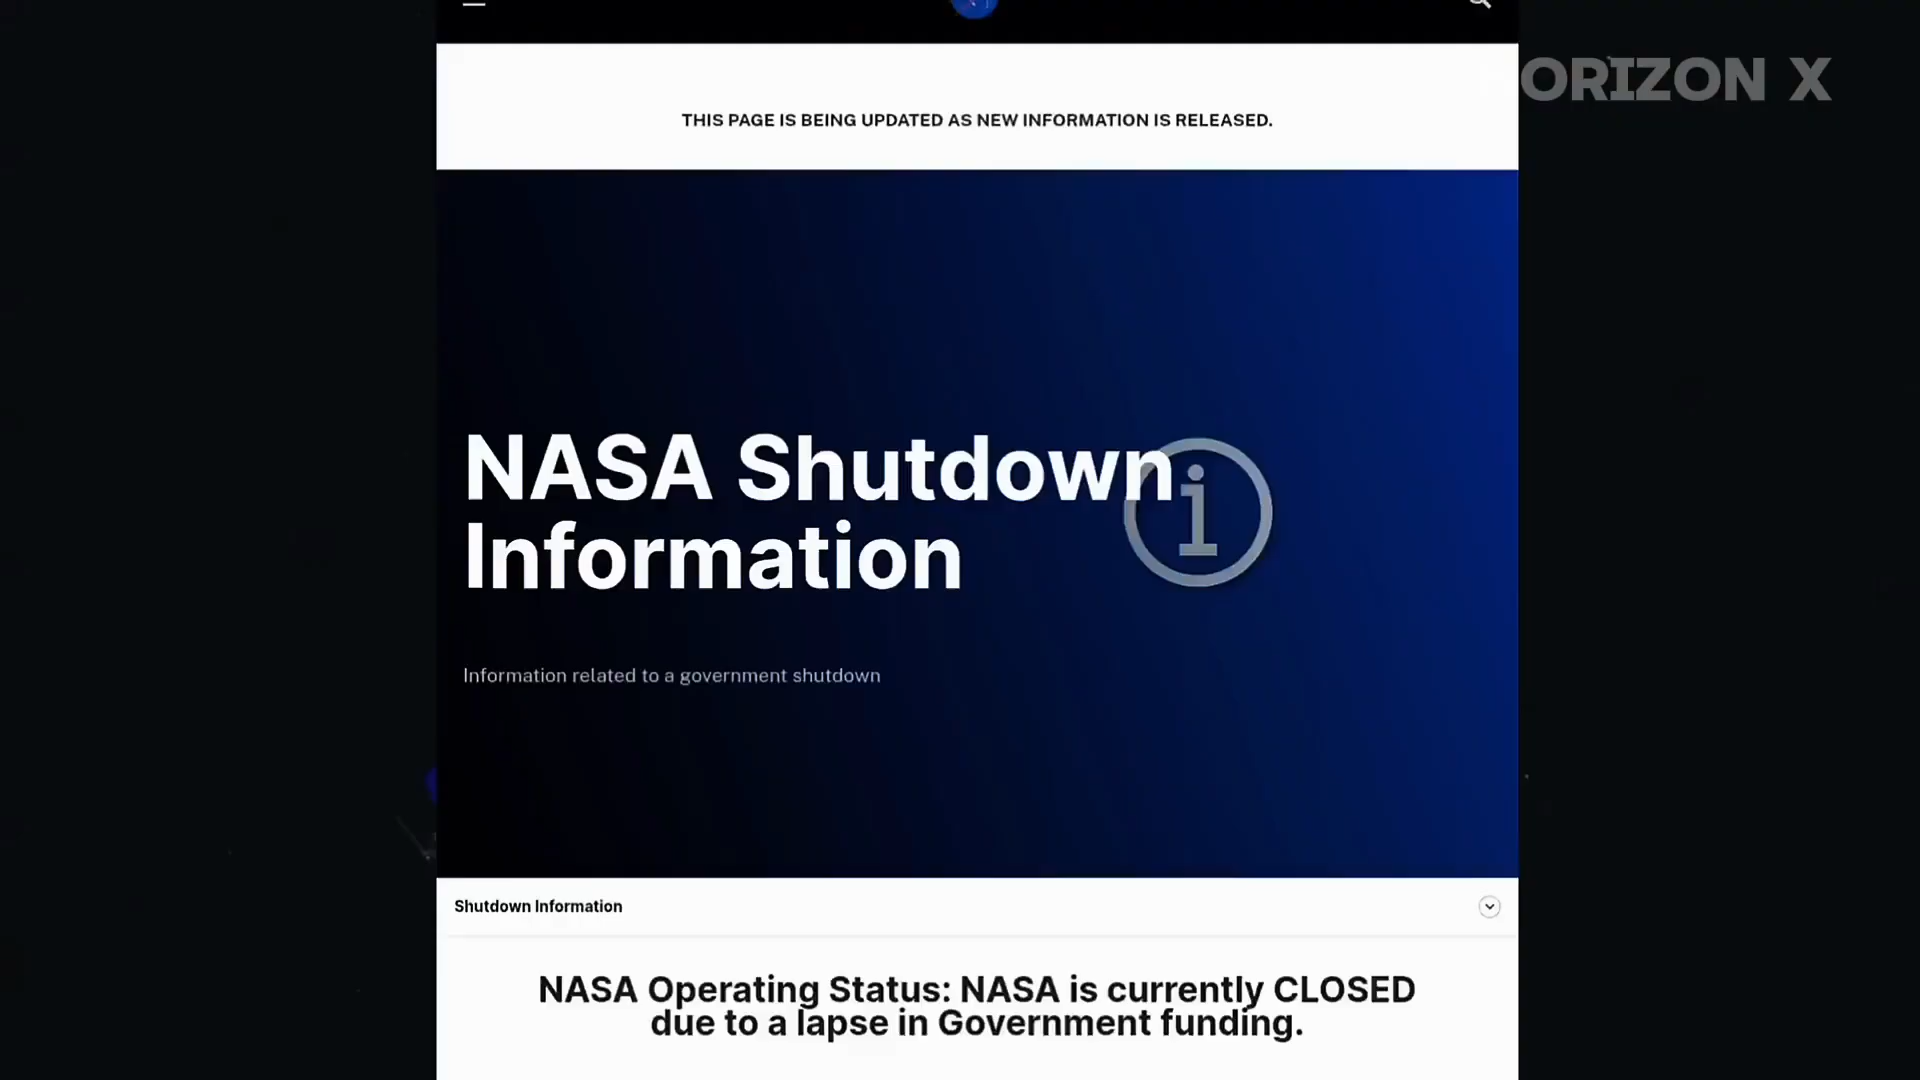 ORIZON X
THIS PAGE IS BEING UPDATED AS NEW INFORMATION IS RELEASED.
NASA Shutdown
Information
Information related to a government shutdown
Shutdown Information
NASA Operating Status: NASA is currently CLOSED
due to a lapse in Government funding.